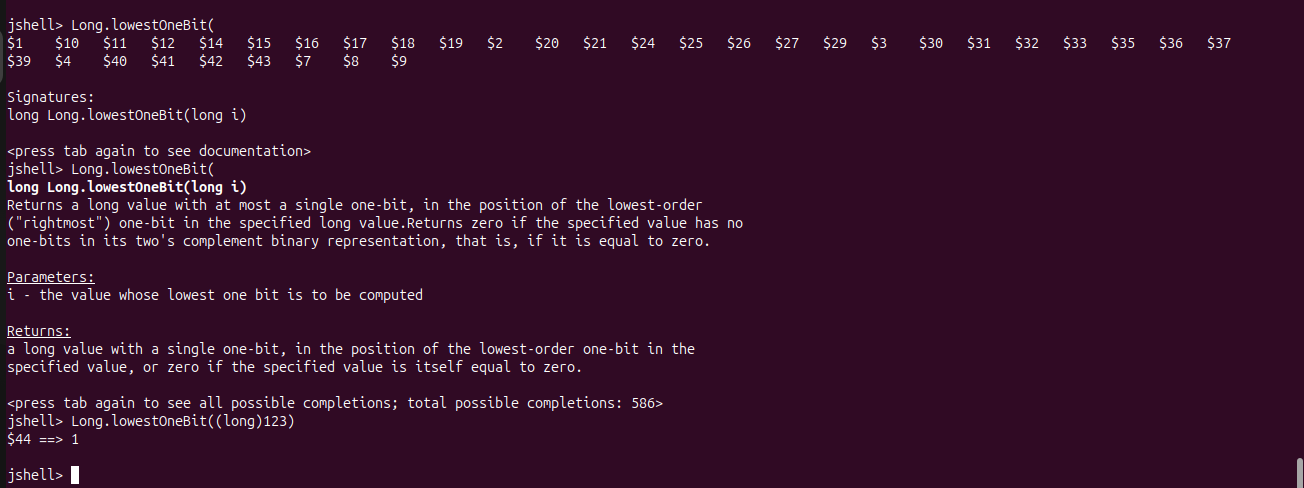 jshell> Long.lowestOneBit(
$1 $10 $11 $12 $14 $15 $16 $17 $18 $19 $2 $20 $21 $24 $25 $26 $27 $29 $3 $30 $31 $32 $33 $35 $36 $37
$39 $4 $40 $41 $42 $43 $7 $8 $9
Signatures:
long Long.lowestOneBit(long i)
<press tab again to see documentation>
jshell> Long.lowestOneBit(
long Long.lowestOneBit(long i)
Returns a long value with at most a single one-bit, in the position of the lowest-order
("rightmost") one-bit in the specified long value.Returns zero if the specified value has no
one-bits in its two's complement binary representation, that is, if it is equal to zero.
Parameters:
i - the value whose lowest one bit is to be computed
Returns:
a long value with a single one-bit, in the position of the lowest-order one-bit in the
specified value, or zero if the specified value is itself equal to zero.
<press tab again to see all possible completions; total possible completions: 586>
jshell> Long.lowestOneBit((long)123)
$44 ==> 1
jshell>